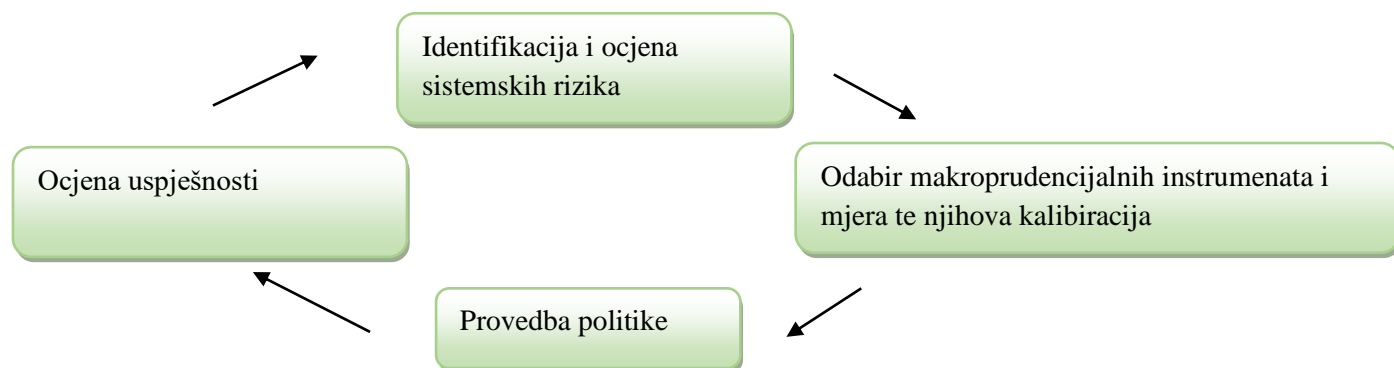 Identifikacija i ocjena
sistemskih rizika
Ocjena uspješnosti
Odabir makroprudencijalnih instrumenata i
mjera te njihova kalibiracija
Provedba politike